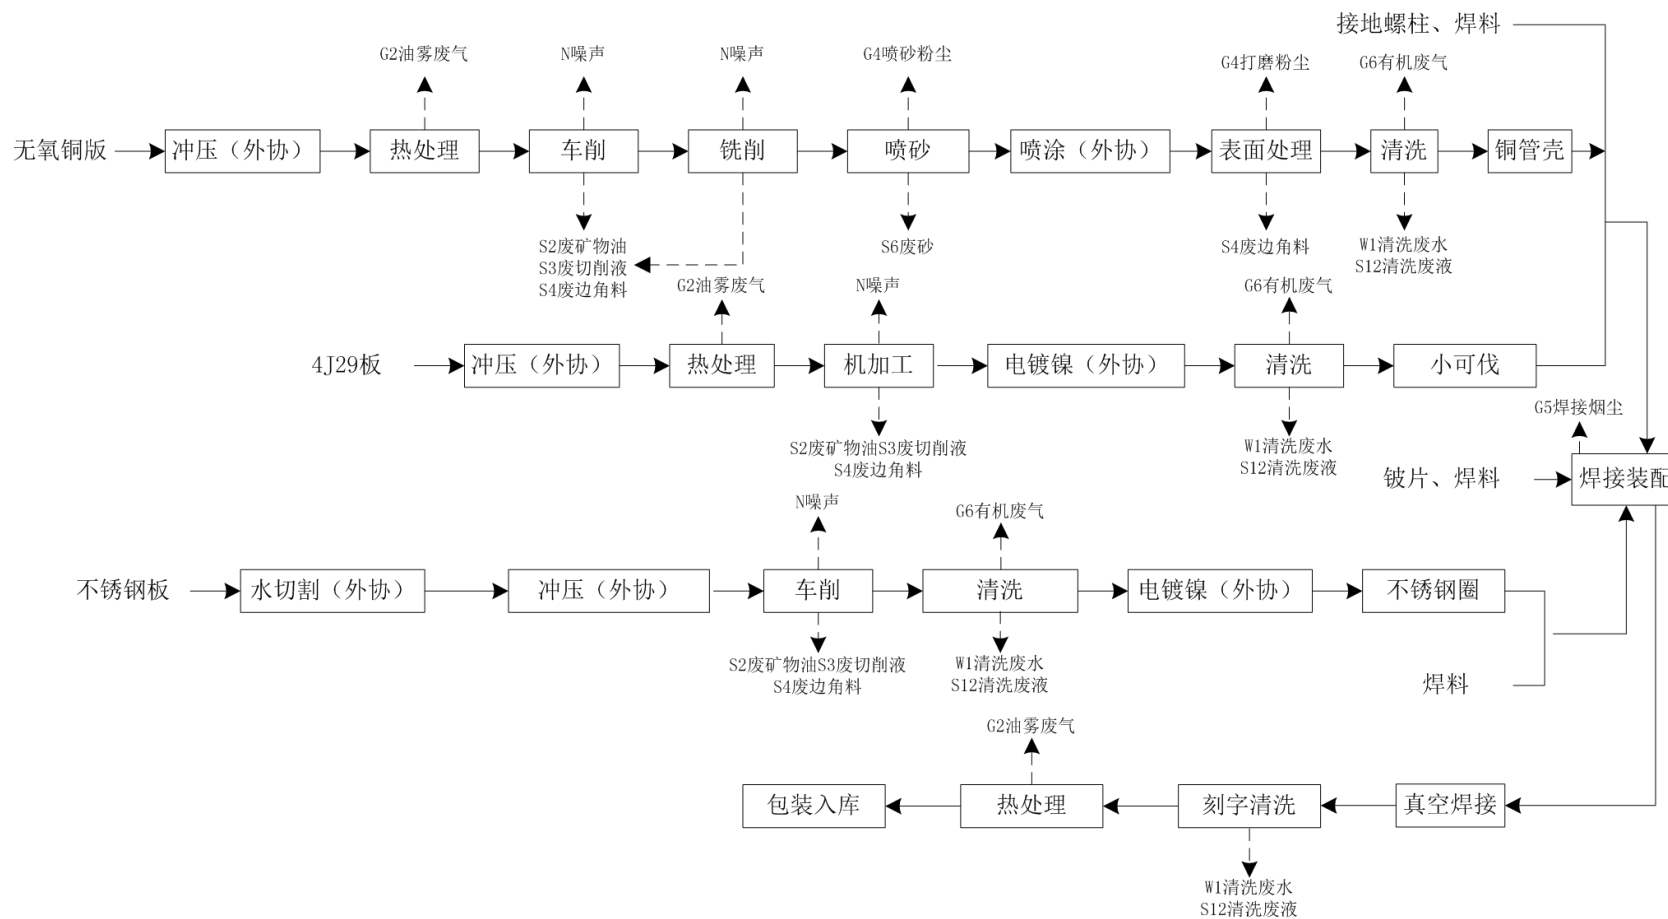 接地螺柱、焊料
G2油雾废气
N噪声
N噪声
G4喷砂粉尘
G4打磨粉尘
G6有机废气
无氧铜版
冲压（外协）
热处理
车削
铣削
喷砂
喷涂（外协）
表面处理
清洗
铜管壳
S2废矿物油
S3废切削液
S4废边角料
S6废砂
S4废边角料
W1清洗废水
S12清洗废液
G2油雾废气
N噪声
G6有机废气
4J29板
冲压（外协）
热处理
机加工
电镀镍（外协）
清洗
小可伐
S2废矿物油S3废切削液
S4废边角料
W1清洗废水
S12清洗废液
G5焊接烟尘
铍片、焊料
焊接装配
N噪声
G6有机废气
不锈钢板
水切割（外协）
冲压（外协）
车削
清洗
电镀镍（外协）
不锈钢圈
S2废矿物油S3废切削液
S4废边角料
W1清洗废水
S12清洗废液
焊料
G2油雾废气
包装入库
热处理
刻字清洗
真空焊接
W1清洗废水
S12清洗废液